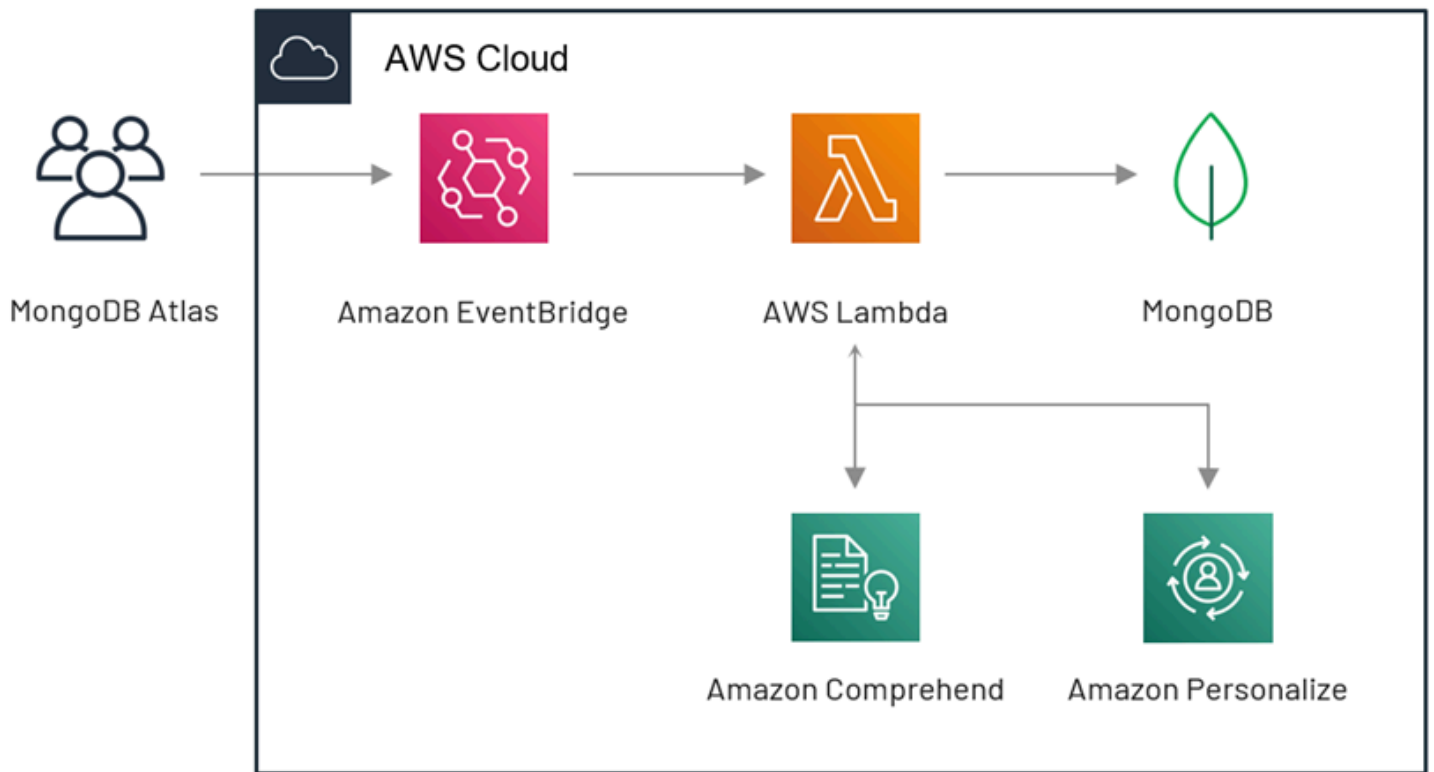 AWS Cloud
MongoDB Atlas
Amazon EventBridge
AWS Lambda
MongoDB
Amazon Comprehend
Amazon Personalize